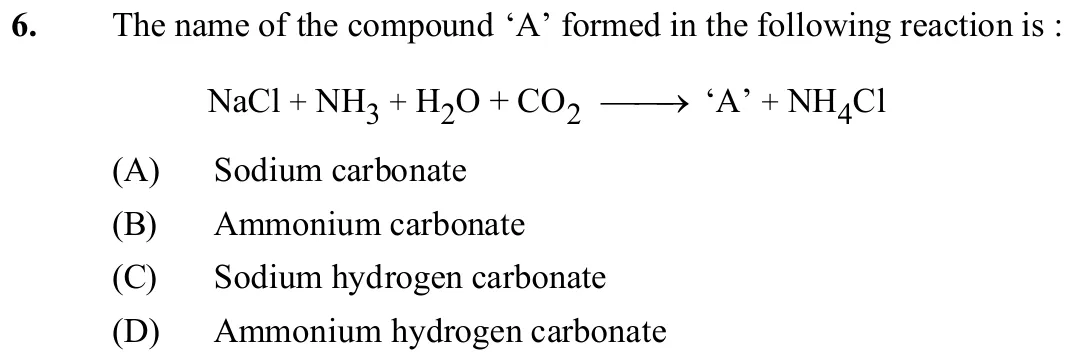 6. The name of the compound ‘A’ formed in the following reaction is :
NaCl + NH₃ + H₂O + CO₂ ⟶ ‘A’ + NH₄Cl
(A) Sodium carbonate
(B) Ammonium carbonate
(C) Sodium hydrogen carbonate
(D) Ammonium hydrogen carbonate